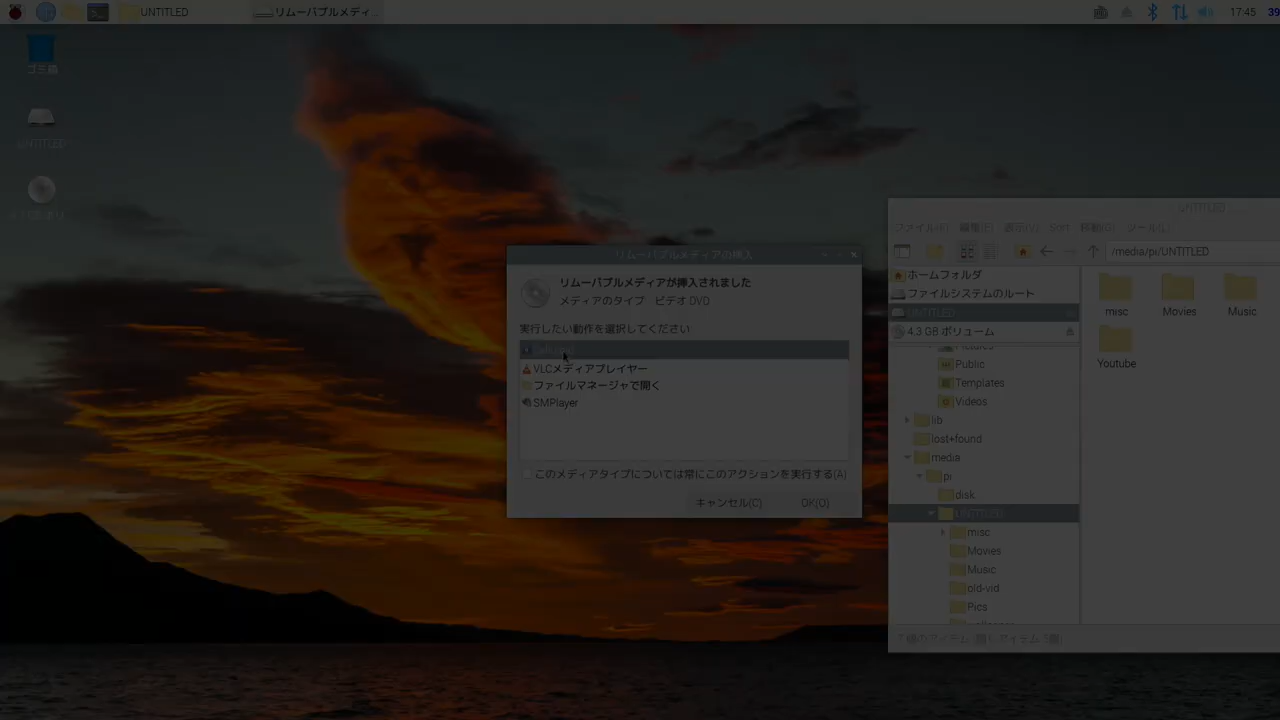 UNTITLED
リムーバブルメディ...
17:45
39
ゴミ箱
UNTITLED
UNTITLED
ファイル(F) 編集(E) 表示(V) Sort 移動(G) ツール(L)
/media/pi/UNTITLED
ホームフォルダ
ファイルシステムのルート
UNTITLED
4.3 GB ボリューム
Pictures
Public
Templates
Videos
lib
lost+found
media
pi
disk
UNTITLED
misc
Movies
Music
old-vid
Pics
misc
Movies
Music
Youtube
リムーバブルメディアの挿入
リムーバブルメディアが挿入されました
メディアのタイプ ビデオ DVD
実行したい動作を選択してください
VLCメディアプレイヤー
ファイルマネージャで開く
SMPlayer
このメディアタイプについては常にこのアクションを実行する(A)
キャンセル(C)
OK(O)